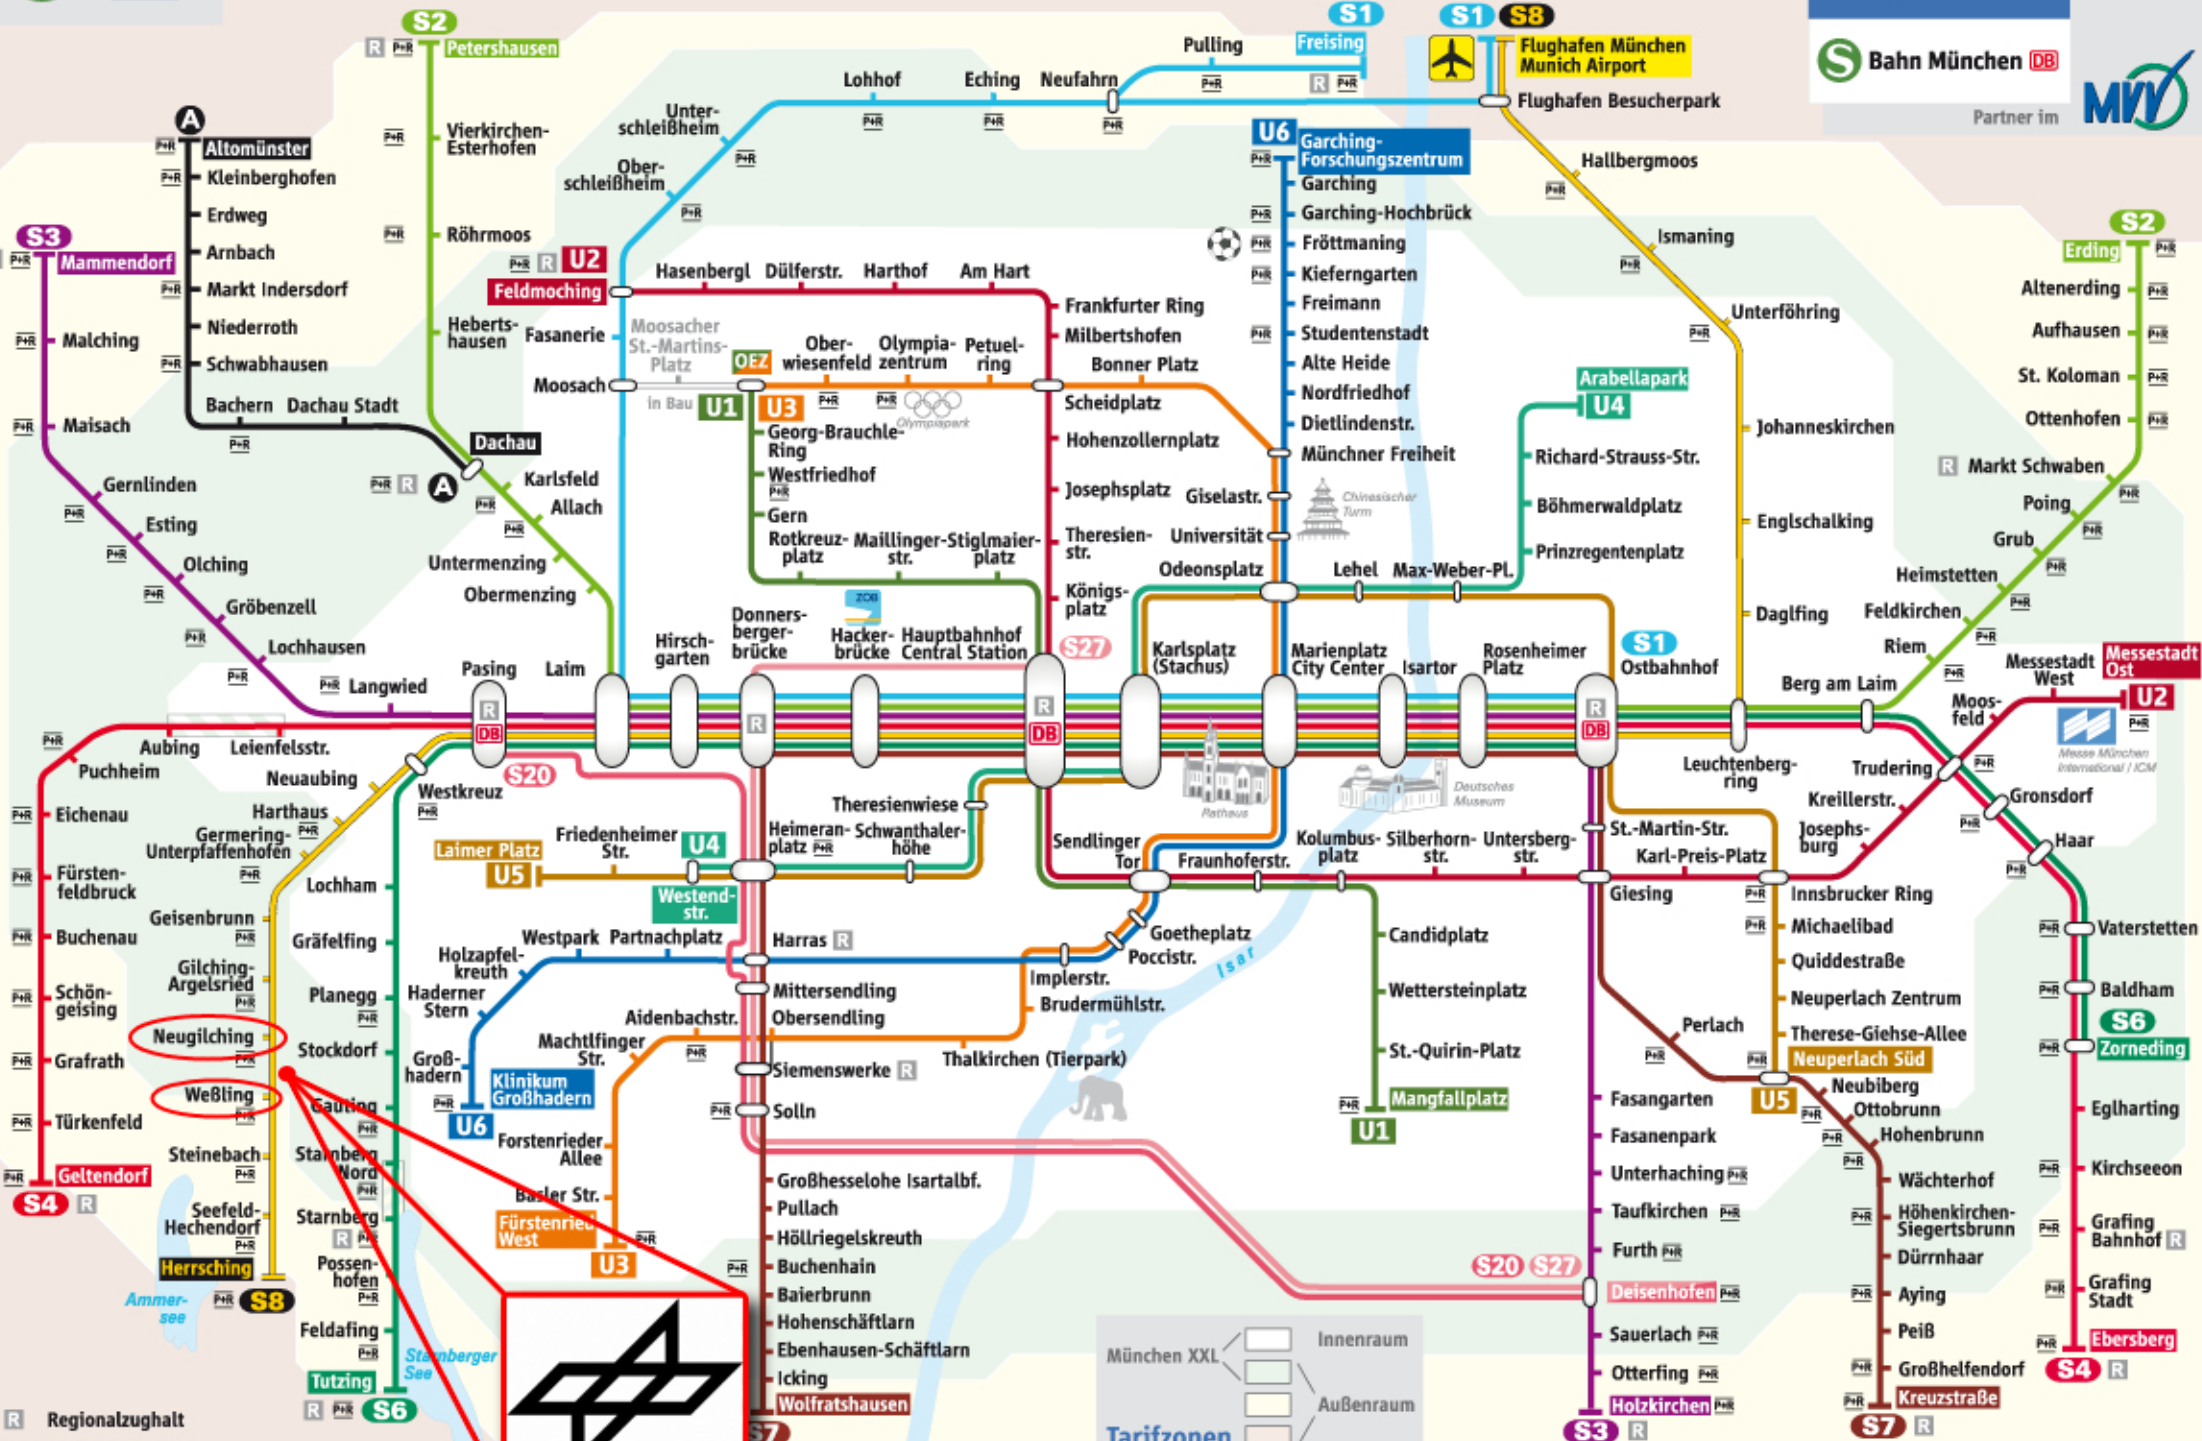 S2
Petershausen
R P+R
Vierkirchen-
Esterhofen
P+R
Röhrmoos
P+R
Heberts-
hausen
A
Altomünster
P+R
Kleinberghofen
P+R
Erdweg
Arnbach
Markt Indersdorf
P+R
Niederroth
Schwabhausen
P+R
Bachern
P+R
Dachau Stadt
Dachau
P+R R A
Karlsfeld
P+R
Allach
P+R
Untermenzing
Obermenzing
S3
Mammendorf
P+R
Malching
P+R
Maisach
P+R
Gernlinden
P+R
Esting
P+R
Olching
P+R
Gröbenzell
P+R
Lochhausen
P+R
Langwied
P+R
S1
Freising
R P+R
Pulling
P+R
Neufahrn
P+R
Eching
P+R
Lohhof
P+R
Unter-
schleißheim
P+R
Ober-
schleißheim
P+R
P+R R U2
Feldmoching
Fasanerie
Moosach
Moosacher
St.-Martins-
Platz
in Bau
S1 S8
Flughafen München
Munich Airport
Flughafen Besucherpark
Hallbergmoos
P+R
Ismaning
P+R
Unterföhring
P+R
Johanneskirchen
Englschalking
Daglfing
S Bahn München DB
Partner im
MVV
U6
Garching-
Forschungszentrum
P+R
Garching
Garching-Hochbrück
P+R
Fröttmaning
P+R
Kieferngarten
P+R
Freimann
Studentenstadt
P+R
Alte Heide
Nordfriedhof
Dietlindenstr.
Münchner Freiheit
Giselastr.
Universität
Chinesischer
Turm
Odeonsplatz
Hasenbergl
Dülferstr.
Harthof
Am Hart
Frankfurter Ring
Milbertshofen
Scheidplatz
Hohenzollernplatz
Josephsplatz
Theresien-
str.
Königs-
platz
OEZ
U1 U3
Ober-
wiesenfeld
P+R
Olympia-
zentrum
P+R
Olympiapark
Petuel-
ring
Bonner Platz
Georg-Brauchle-
Ring
Westfriedhof
P+R
Gern
Rotkreuz-
platz
Maillinger-
str.
Stiglmaier-
platz
Arabellapark
U4
Richard-Strauss-Str.
Böhmerwaldplatz
Prinzregentenplatz
Max-Weber-Pl.
Lehel
S2
Erding
P+R
Altenerding
P+R
Aufhausen
P+R
St. Koloman
P+R
Ottenhofen
P+R
R Markt Schwaben
P+R
Poing
P+R
Grub
P+R
Heimstetten
P+R
Feldkirchen
P+R
Riem
Berg am Laim
Pasing
R
DB
S20
Laim
Hirsch-
garten
Donners-
berger-
brücke
R
ZOB
Hacker-
brücke
Hauptbahnhof
Central Station
S27
R
DB
Karlsplatz
(Stachus)
Marienplatz
City Center
Rathaus
Isartor
Deutsches
Museum
Rosenheimer
Platz
S1
Ostbahnhof
R
DB
Leuchtenberg-
ring
Messestadt
Ost
U2
P+R
Messestadt
West
Messe München
International / ICM
Moos-
feld
Trudering
P+R
Kreillerstr.
Josephs-
burg
Gronsdorf
P+R
Haar
P+R
Vaterstetten
P+R
Baldham
P+R
S6
Zorneding
P+R
Eglharting
Kirchseeon
P+R
Grafing
Bahnhof R
P+R
Grafing
Stadt
P+R
Ebersberg
P+R
S4 R
P+R
Aubing
Leienfelsstr.
Puchheim
Eichenau
P+R
Fürsten-
feldbruck
P+R
Buchenau
P+R
Schön-
geising
P+R
Grafrath
P+R
Türkenfeld
P+R
Geltendorf
P+R
S4 R
Westkreuz
P+R
Neuaubing
Harthaus
P+R
Germering-
Unterpfaffenhofen
P+R
Geisenbrunn
P+R
Gilching-
Argelsried
P+R
Neugilching
P+R
Weßling
P+R
Steinebach
P+R
Seefeld-
Hechendorf
P+R
Herrsching
P+R S8
Ammer-
see
Lochham
Gräfelfing
Planegg
P+R
Stockdorf
Gauting
P+R
Starnberg
Nord
P+R
Starnberg
R P+R
Possen-
hofen
P+R
Feldafing
P+R
Tutzing
R P+R S6
Starnberger
See
Laimer Platz
U5
Friedenheimer
Str.
U4
Westend-
str.
Heimeran-
platz P+R
Schwanthaler-
höhe
Theresienwiese
Sendlinger
Tor
Fraunhoferstr.
Kolumbus-
platz
Silberhorn-
str.
Untersberg-
str.
Giesing
Karl-Preis-Platz
St.-Martin-Str.
Innsbrucker Ring
P+R
Michaelibad
P+R
Quiddestraße
Neuperlach Zentrum
Therese-Giehse-Allee
Neuperlach Süd
P+R
U5
Goetheplatz
Poccistr.
Implerstr.
Brudermühlstr.
Thalkirchen (Tierpark)
Obersendling
Aidenbachstr.
P+R
Machtlfinger
Str.
Forstenrieder
Allee
Basler Str.
Fürstenried
West
P+R
U3
Harras R
Partnachplatz
Westpark
Holzapfel-
kreuth
Haderner
Stern
Groß-
hadern
Klinikum
Großhadern
P+R
U6
Mittersendling
Siemenswerke R
Solln
P+R
Großhesselohe Isartalbf.
Pullach
Höllriegelskreuth
Buchenhain
P+R
Baierbrunn
Hohenschäftlarn
Ebenhausen-Schäftlarn
Icking
Wolfratshausen
S7
Isar
Candidplatz
Wettersteinplatz
St.-Quirin-Platz
Mangfallplatz
P+R
U1
Perlach
P+R
Neubiberg
P+R
Ottobrunn
P+R
Hohenbrunn
P+R
Wächterhof
Höhenkirchen-
Siegertsbrunn
P+R
Dürrnhaar
Aying
P+R
Peiß
Großhelfendorf
P+R
Kreuzstraße
P+R
S7 R
Fasangarten
Fasanenpark
Unterhaching P+R
Taufkirchen P+R
Furth P+R
S20 S27
Deisenhofen P+R
Sauerlach P+R
Otterfing P+R
Holzkirchen P+R
S3 R
R Regionalzughalt
München XXL
Innenraum
Außenraum
Tarifzonen